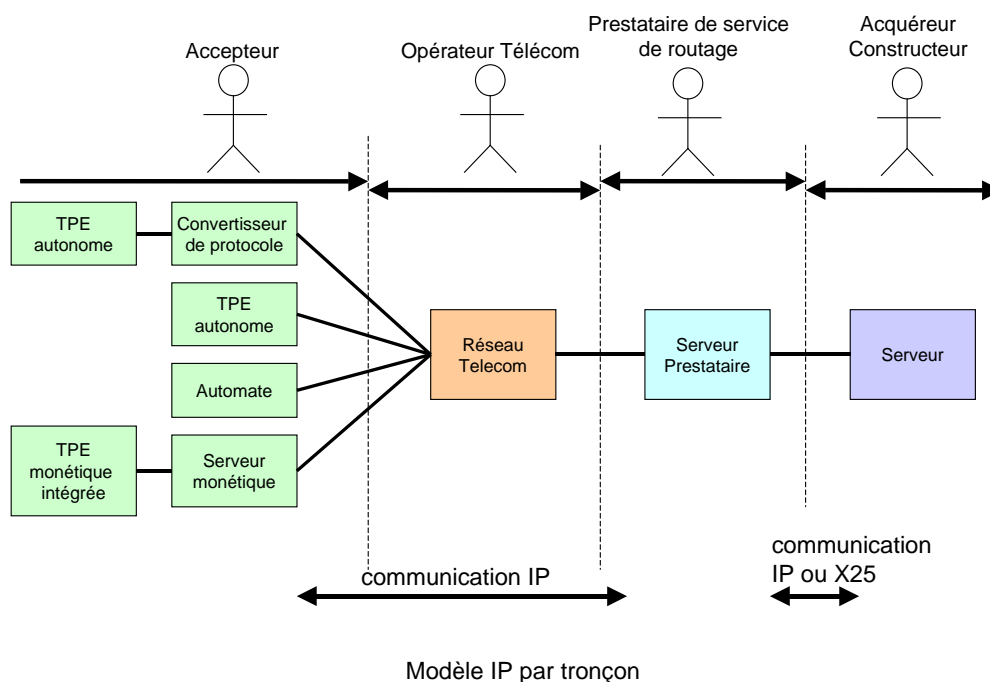 Accepteur
Opérateur Télécom
Prestataire de service
de routage
Acquéreur
Constructeur
TPE
autonome
Convertisseur
de protocole
TPE
autonome
Automate
TPE
monétique
intégrée
Serveur
monétique
Réseau
Telecom
Serveur
Prestataire
Serveur
communication IP
communication
IP ou X25
Modèle IP par tronçon